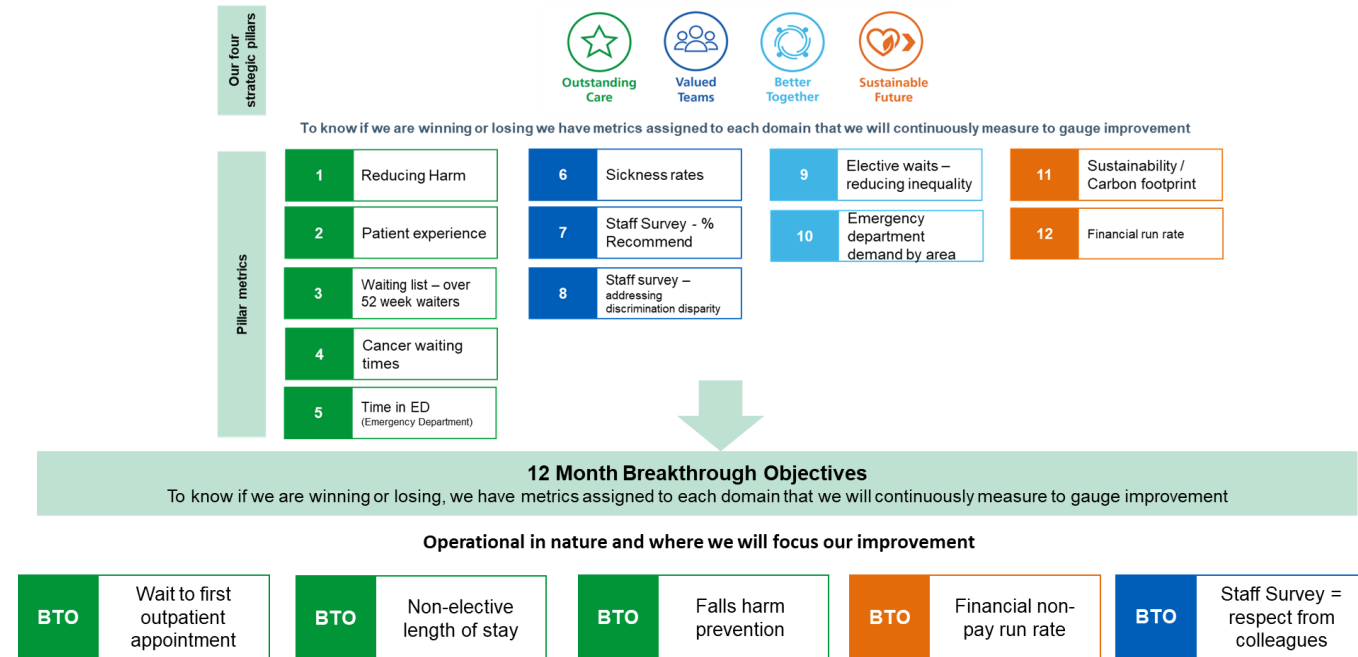 Our four
strategic pillars
Outstanding
Care
Valued
Teams
Better
Together
Sustainable
Future
To know if we are winning or losing we have metrics assigned to each domain that we will continuously measure to gauge improvement
Pillar metrics
1
Reducing Harm
2
Patient experience
3
Waiting list – over
52 week waiters
4
Cancer waiting
times
5
Time in ED
(Emergency Department)
6
Sickness rates
7
Staff Survey - %
Recommend
8
Staff survey –
addressing
discrimination disparity
9
Elective waits –
reducing inequality
10
Emergency
department
demand by area
11
Sustainability /
Carbon footprint
12
Financial run rate
12 Month Breakthrough Objectives
To know if we are winning or losing, we have metrics assigned to each domain that we will continuously measure to gauge improvement
Operational in nature and where we will focus our improvement
BTO
Wait to first
outpatient
appointment
BTO
Non-elective
length of stay
BTO
Falls harm
prevention
BTO
Financial non-
pay run rate
BTO
Staff Survey =
respect from
colleagues